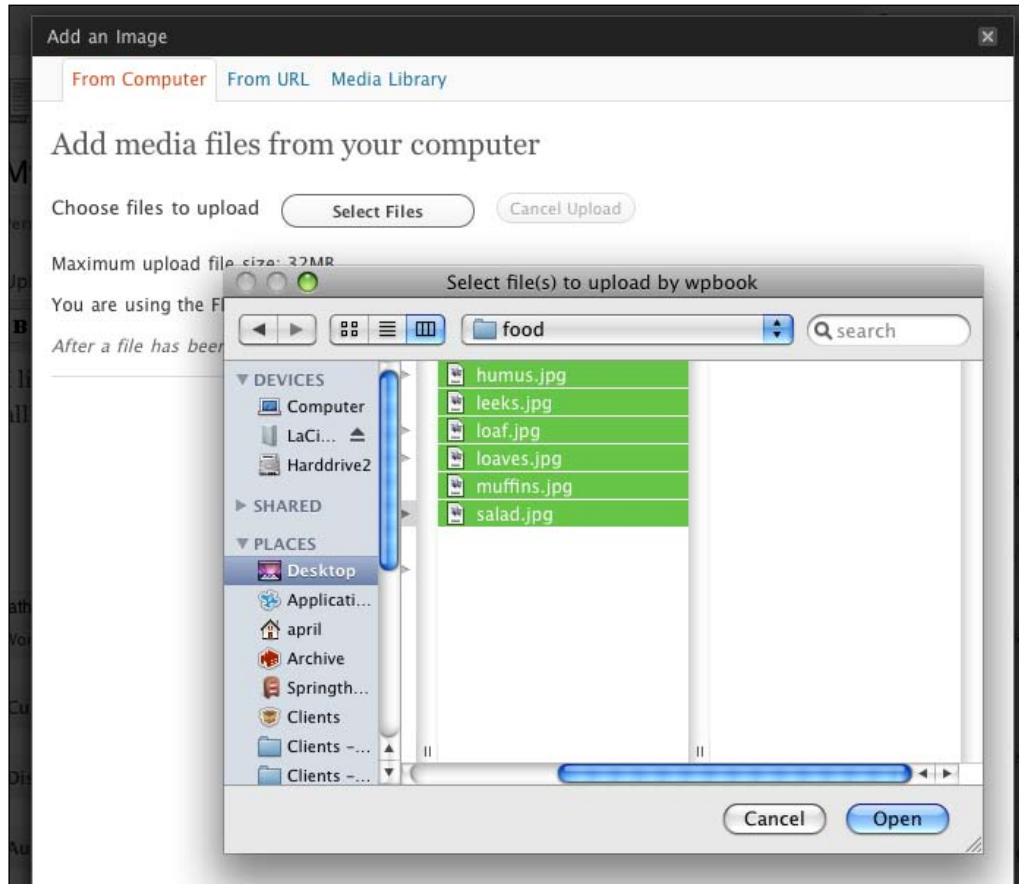 Add an Image
From Computer From URL Media Library
Add media files from your computer
Choose files to upload Select Files Cancel Upload
Maximum upload file size: 32MB
You are using the
After a file has been
Select file(s) to upload by wpbook
food search
DEVICES
Computer
LaCi...
Harddrive2
SHARED
PLACES
Desktop
Applicati...
april
Archive
Springth...
Clients
Clients –...
Clients –...
humus.jpg
leeks.jpg
loaf.jpg
loaves.jpg
muffins.jpg
salad.jpg
Cancel Open